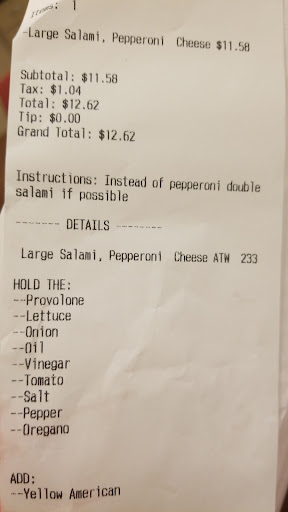 Items: 1
-Large Salami, Pepperoni Cheese $11.58
Subtotal: $11.58
Tax: $1.04
Total: $12.62
Tip: $0.00
Grand Total: $12.62
Instructions: Instead of pepperoni double
salami if possible
------- DETAILS --------
Large Salami, Pepperoni Cheese ATW 233
HOLD THE:
--Provolone
--Lettuce
--Onion
--Oil
--Vinegar
--Tomato
--Salt
--Pepper
--Oregano
ADD:
--Yellow American